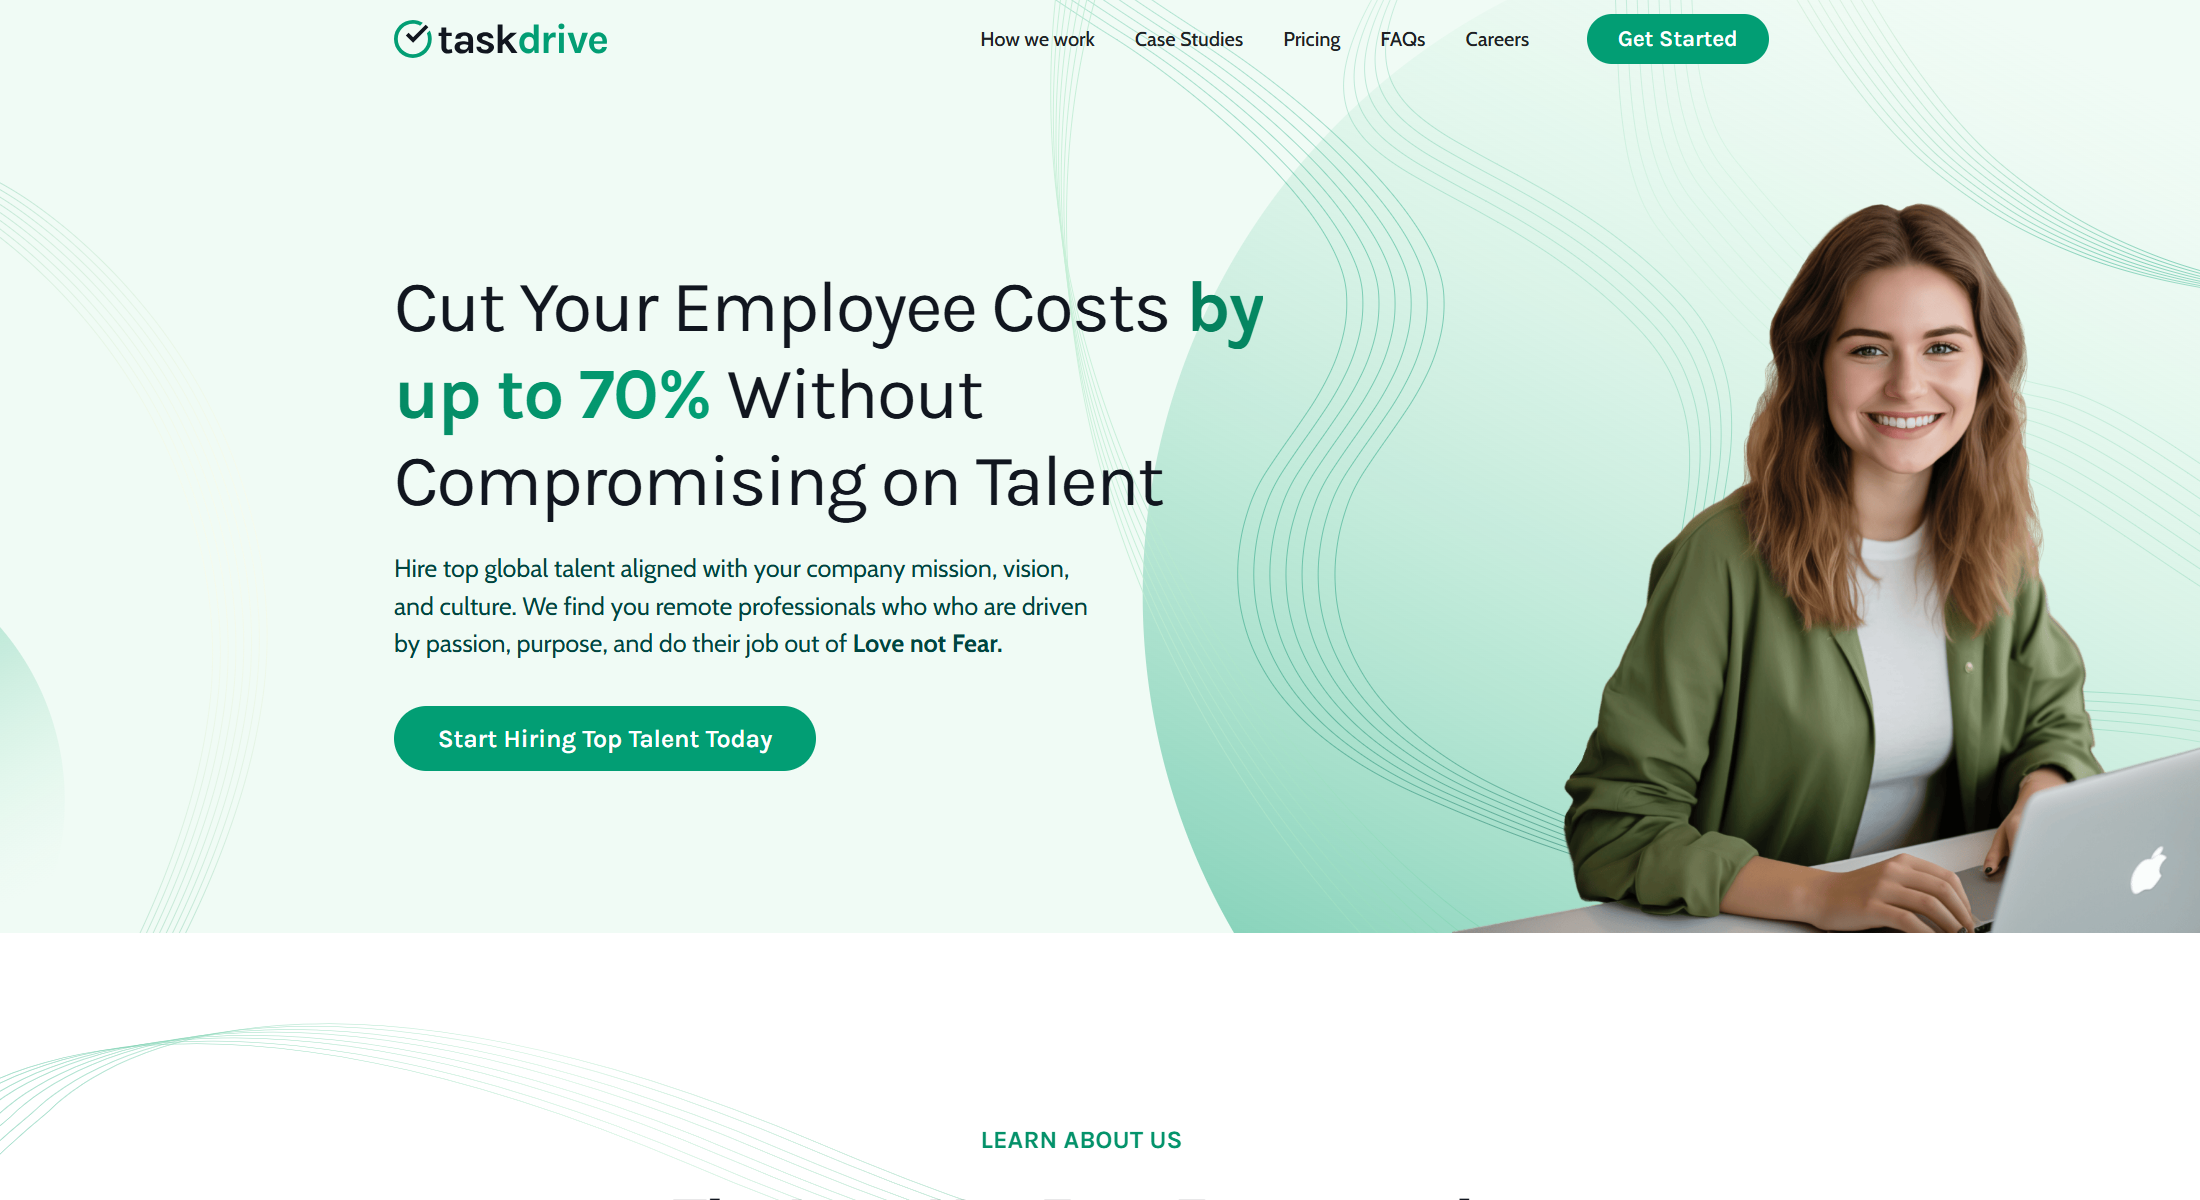 taskdrive
How we work
Case Studies
Pricing
FAQs
Careers
Get Started
Cut Your Employee Costs by
up to 70% Without
Compromising on Talent
Hire top global talent aligned with your company mission, vision,
and culture. We find you remote professionals who who are driven
by passion, purpose, and do their job out of Love not Fear.
Start Hiring Top Talent Today
LEARN ABOUT US